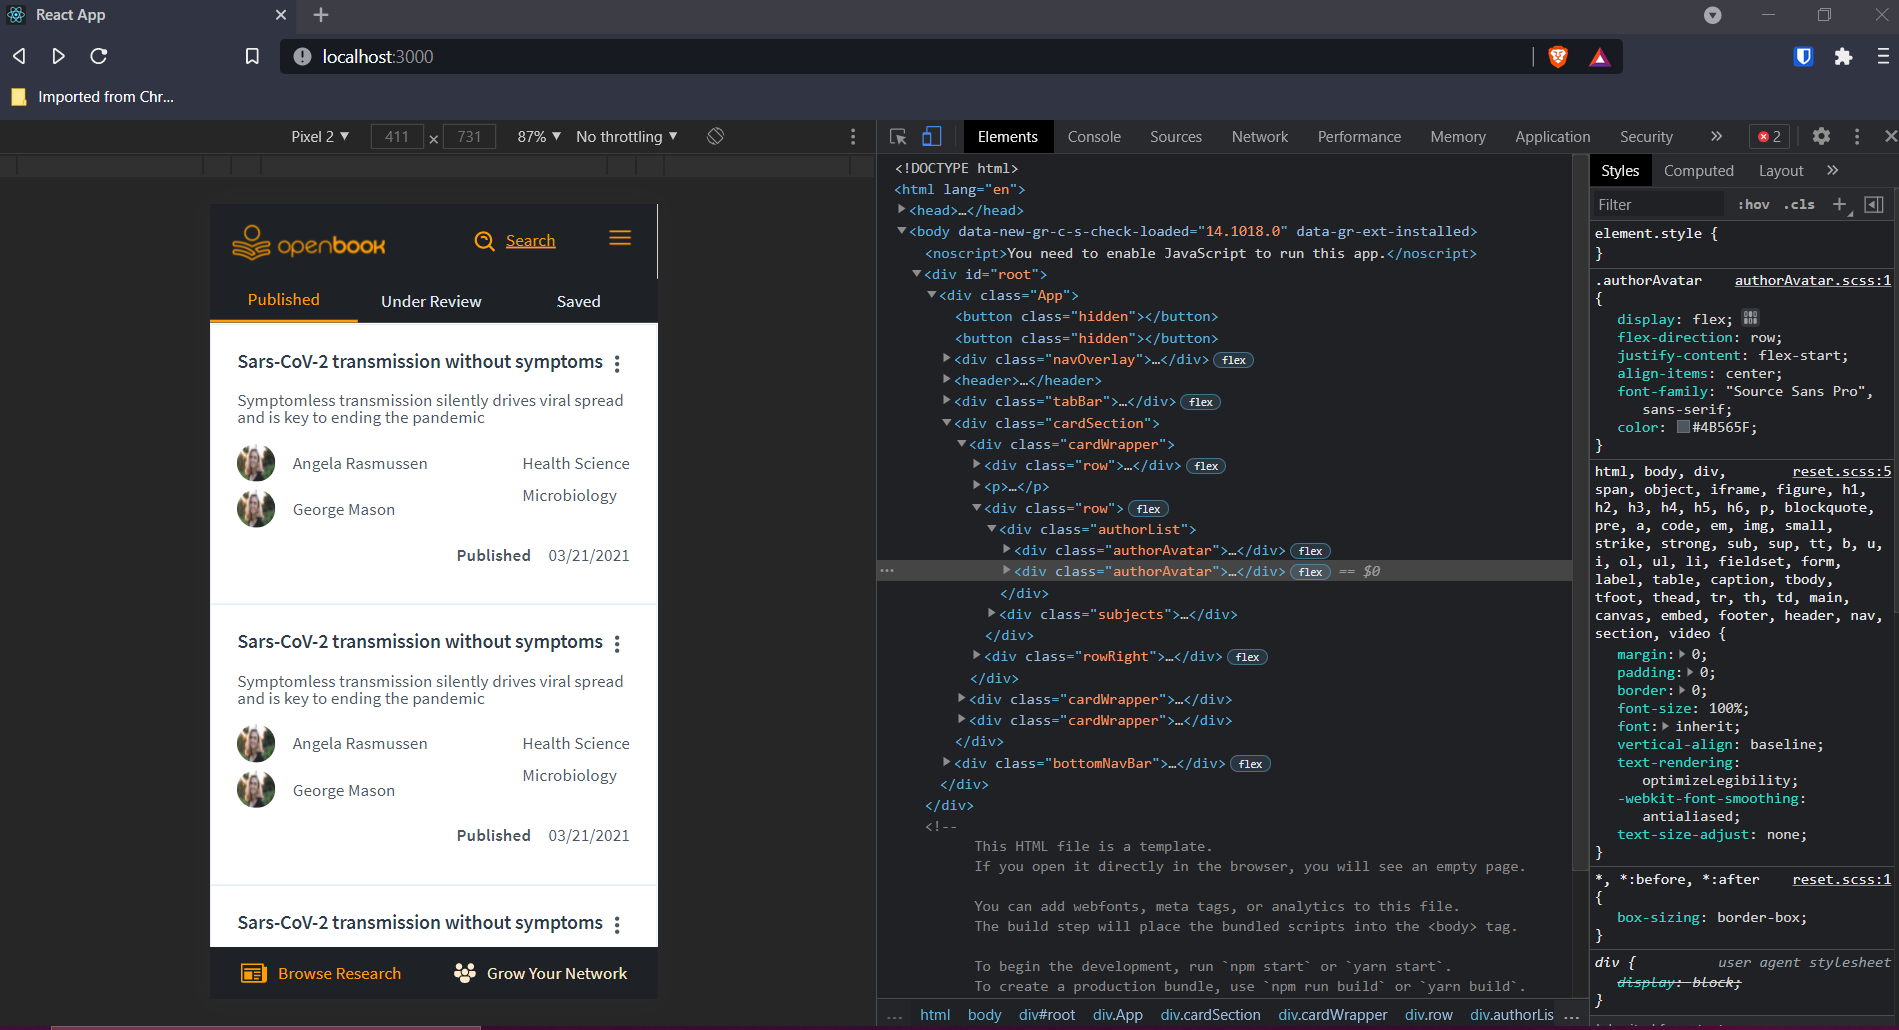 React App
localhost:3000
Imported from Chr...
Pixel 2 ▼ 411 × 731 87% ▼ No throttling ▼
openbook
Search
Published Under Review Saved
Sars-CoV-2 transmission without symptoms
Symptomless transmission silently drives viral spread
and is key to ending the pandemic
Angela Rasmussen Health Science
Microbiology
George Mason
Published 03/21/2021
Sars-CoV-2 transmission without symptoms
Symptomless transmission silently drives viral spread
and is key to ending the pandemic
Angela Rasmussen Health Science
Microbiology
George Mason
Published 03/21/2021
Sars-CoV-2 transmission without symptoms
Browse Research Grow Your Network
Elements Console Sources Network Performance Memory Application Security » 2
<!DOCTYPE html>
<html lang="en">
<head>…</head>
<body data-new-gr-c-s-check-loaded="14.1018.0" data-gr-ext-installed>
<noscript>You need to enable JavaScript to run this app.</noscript>
<div id="root">
<div class="App">
<button class="hidden"></button>
<button class="hidden"></button>
<div class="navOverlay">…</div> flex
<header>…</header>
<div class="tabBar">…</div> flex
<div class="cardSection">
<div class="cardWrapper">
<div class="row">…</div> flex
<p>…</p>
<div class="row"> flex
<div class="authorList">
<div class="authorAvatar">…</div> flex
<div class="authorAvatar">…</div> flex == $0
</div>
<div class="subjects">…</div>
</div>
<div class="rowRight">…</div> flex
</div>
<div class="cardWrapper">…</div>
<div class="cardWrapper">…</div>
</div>
<div class="bottomNavBar">…</div> flex
</div>
</div>
<!--
This HTML file is a template.
If you open it directly in the browser, you will see an empty page.
You can add webfonts, meta tags, or analytics to this file.
The build step will place the bundled scripts into the <body> tag.
To begin the development, run `npm start` or `yarn start`.
To create a production bundle, use `npm run build` or `yarn build`.
... html body div#root div.App div.cardSection div.cardWrapper div.row div.authorLis ...
Styles Computed Layout »
Filter :hov .cls +
element.style {
}
.authorAvatar authorAvatar.scss:1
{
display: flex;
flex-direction: row;
justify-content: flex-start;
align-items: center;
font-family: "Source Sans Pro",
sans-serif;
color: #4B565F;
}
html, body, div, reset.scss:5
span, object, iframe, figure, h1,
h2, h3, h4, h5, h6, p, blockquote,
pre, a, code, em, img, small,
strike, strong, sub, sup, tt, b, u,
i, ol, ul, li, fieldset, form,
label, table, caption, tbody,
tfoot, thead, tr, th, td, main,
canvas, embed, footer, header, nav,
section, video {
margin: 0;
padding: 0;
border: 0;
font-size: 100%;
font: inherit;
vertical-align: baseline;
text-rendering:
optimizeLegibility;
-webkit-font-smoothing:
antialiased;
text-size-adjust: none;
}
*, *:before, *:after reset.scss:1
{
box-sizing: border-box;
}
div { user agent stylesheet
display: block;
}